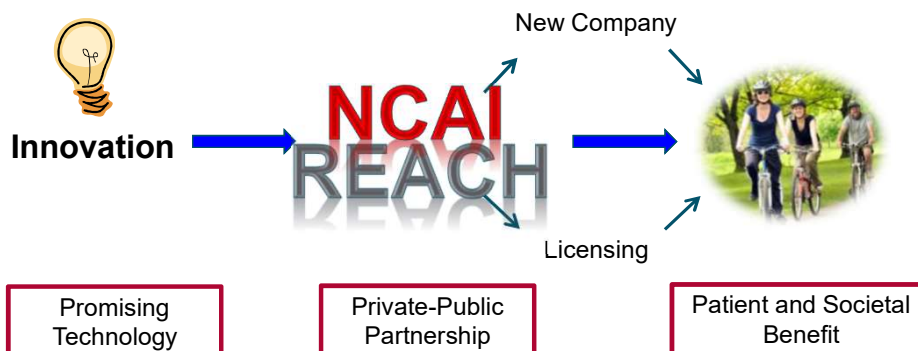 New Company
Innovation
NCAI
REACH
Licensing
Promising
Technology
Private-Public
Partnership
Patient and Societal
Benefit